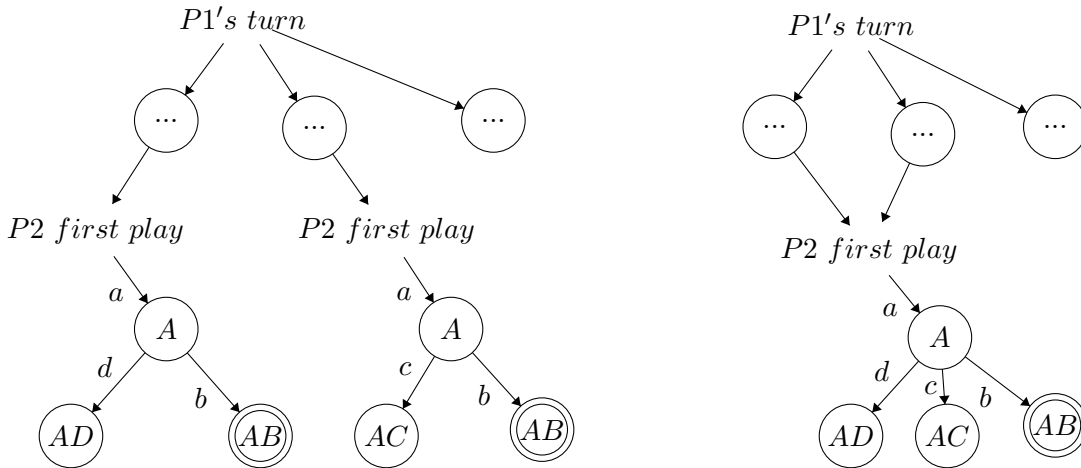 P1's turn
P1's turn
... ... ...
... ... ...
P2 first play
P2 first play
P2 first play
a
a
a
A
A
A
d
b
c
b
d
c
b
AD
AB
AC
AB
AD
AC
AB